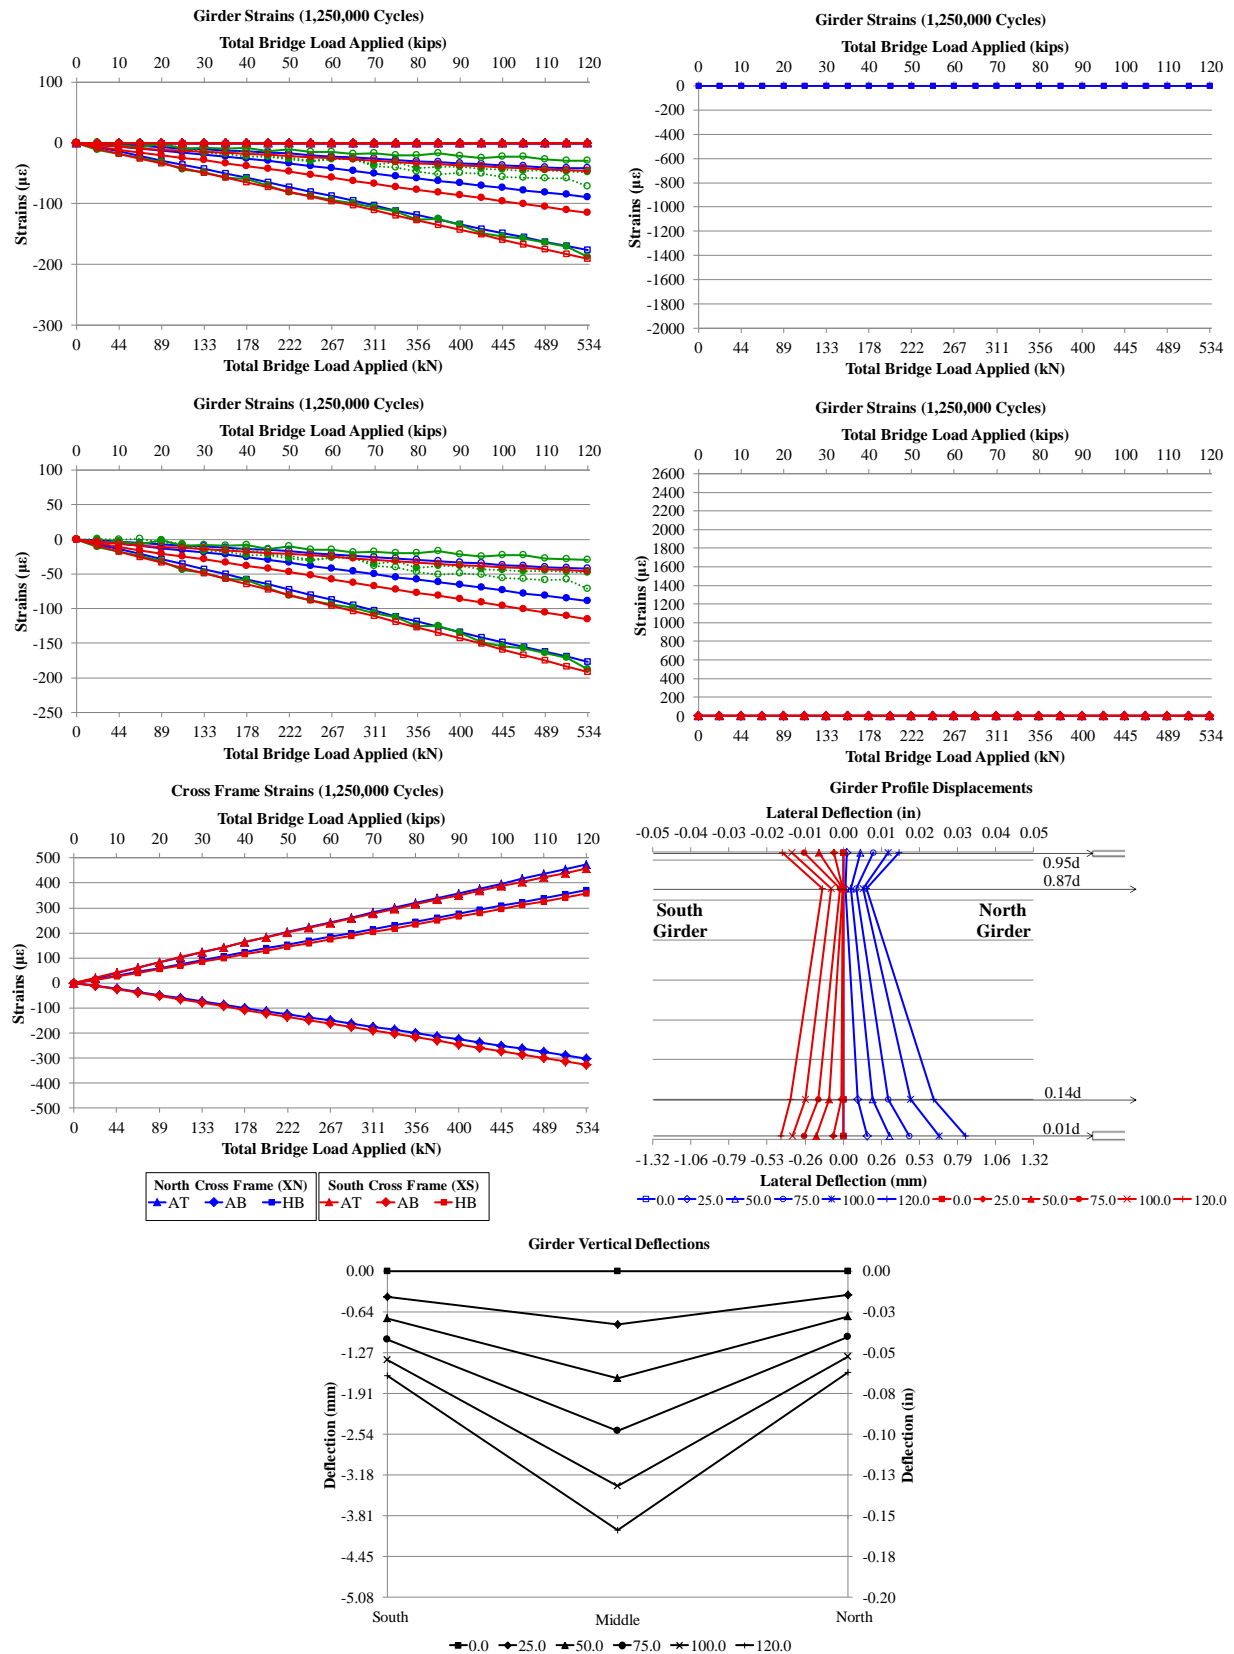 Girder Strains (1,250,000 Cycles)
Total Bridge Load Applied (kips)
0 10 20 30 40 50 60 70 80 90 100 110 120
Strains (µε)
100
0
-100
-200
-300
0 44 89 133 178 222 267 311 356 400 445 489 534
Total Bridge Load Applied (kN)
Girder Strains (1,250,000 Cycles)
Total Bridge Load Applied (kips)
0 10 20 30 40 50 60 70 80 90 100 110 120
Strains (µε)
0
-200
-400
-600
-800
-1000
-1200
-1400
-1600
-1800
-2000
0 44 89 133 178 222 267 311 356 400 445 489 534
Total Bridge Load Applied (kN)
Girder Strains (1,250,000 Cycles)
Total Bridge Load Applied (kips)
0 10 20 30 40 50 60 70 80 90 100 110 120
Strains (µε)
100
50
0
-50
-100
-150
-200
-250
0 44 89 133 178 222 267 311 356 400 445 489 534
Total Bridge Load Applied (kN)
Girder Strains (1,250,000 Cycles)
Total Bridge Load Applied (kips)
0 10 20 30 40 50 60 70 80 90 100 110 120
Strains (µε)
2600
2400
2200
2000
1800
1600
1400
1200
1000
800
600
400
200
0
0 44 89 133 178 222 267 311 356 400 445 489 534
Total Bridge Load Applied (kN)
Cross Frame Strains (1,250,000 Cycles)
Total Bridge Load Applied (kips)
0 10 20 30 40 50 60 70 80 90 100 110 120
Strains (µε)
500
400
300
200
100
0
-100
-200
-300
-400
-500
0 44 89 133 178 222 267 311 356 400 445 489 534
Total Bridge Load Applied (kN)
North Cross Frame (XN)
AT AB HB
South Cross Frame (XS)
AT AB HB
Girder Profile Displacements
Lateral Deflection (in)
-0.05 -0.04 -0.03 -0.02 -0.01 0.00 0.01 0.02 0.03 0.04 0.05
0.95d
0.87d
South Girder
North Girder
0.14d
0.01d
-1.32 -1.06 -0.79 -0.53 -0.26 0.00 0.26 0.53 0.79 1.06 1.32
Lateral Deflection (mm)
0.0 25.0 50.0 75.0 100.0 120.0 0.0 25.0 50.0 75.0 100.0 120.0
Girder Vertical Deflections
Deflection (mm)
0.00
-0.64
-1.27
-1.91
-2.54
-3.18
-3.81
-4.45
-5.08
0.00
-0.03
-0.05
-0.08
-0.10
-0.13
-0.15
-0.18
-0.20
Deflection (in)
South Middle North
0.0 25.0 50.0 75.0 100.0 120.0